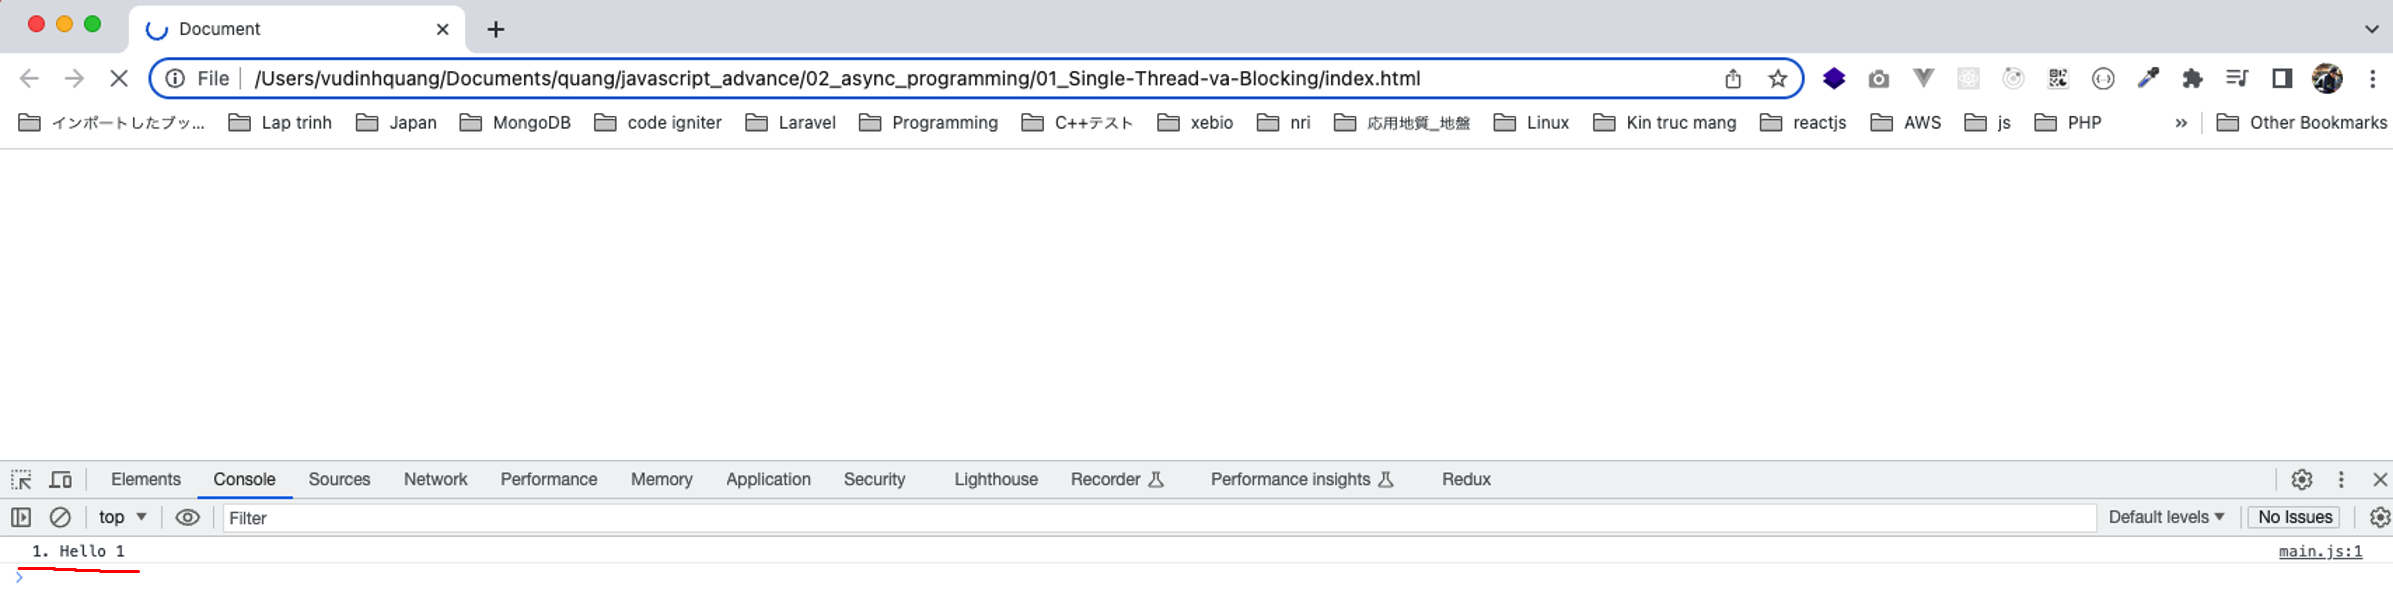 Document
File /Users/vudinhquang/Documents/quang/javascript_advance/02_async_programming/01_Single-Thread-va-Blocking/index.html
インポートしたブッ... Lap trinh Japan MongoDB code igniter Laravel Programming C++テスト xebio nri 応用地質_地盤 Linux Kin truc mang reactjs AWS js PHP » Other Bookmarks
Elements Console Sources Network Performance Memory Application Security Lighthouse Recorder Performance insights Redux
top Filter Default levels No Issues
1. Hello 1 main.js:1